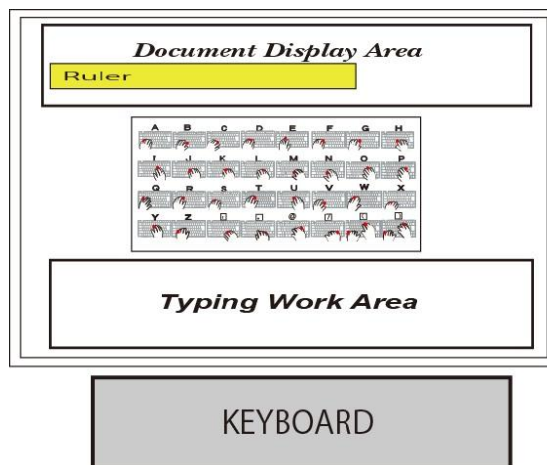 Document Display Area
Ruler
A B C D E F G H
I J K L M N O P
Q R S T U V W X
Y Z @
Typing Work Area
KEYBOARD